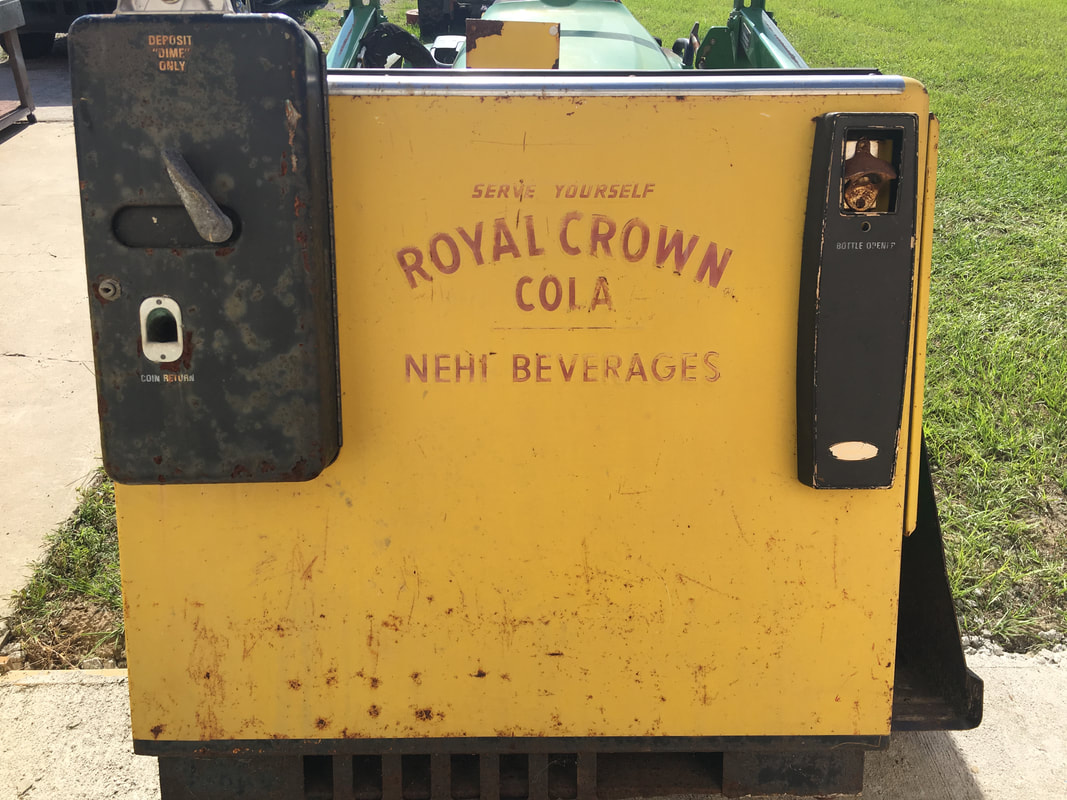 DEPOSIT
"DIME"
ONLY
SERVE YOURSELF
ROYAL CROWN
COLA
NEHI BEVERAGES
BOTTLE OPENER
COIN RETURN